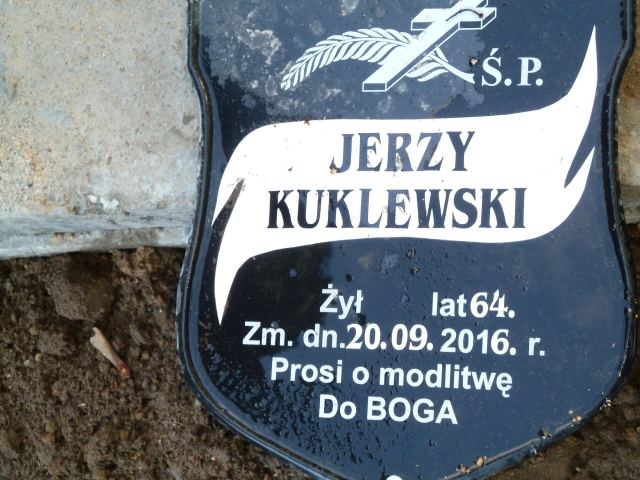 Ś.P.
JERZY
KUKLEWSKI
Żył lat 64.
Zm. dn. 20.09. 2016. r.
Prosi o modlitwę
Do BOGA